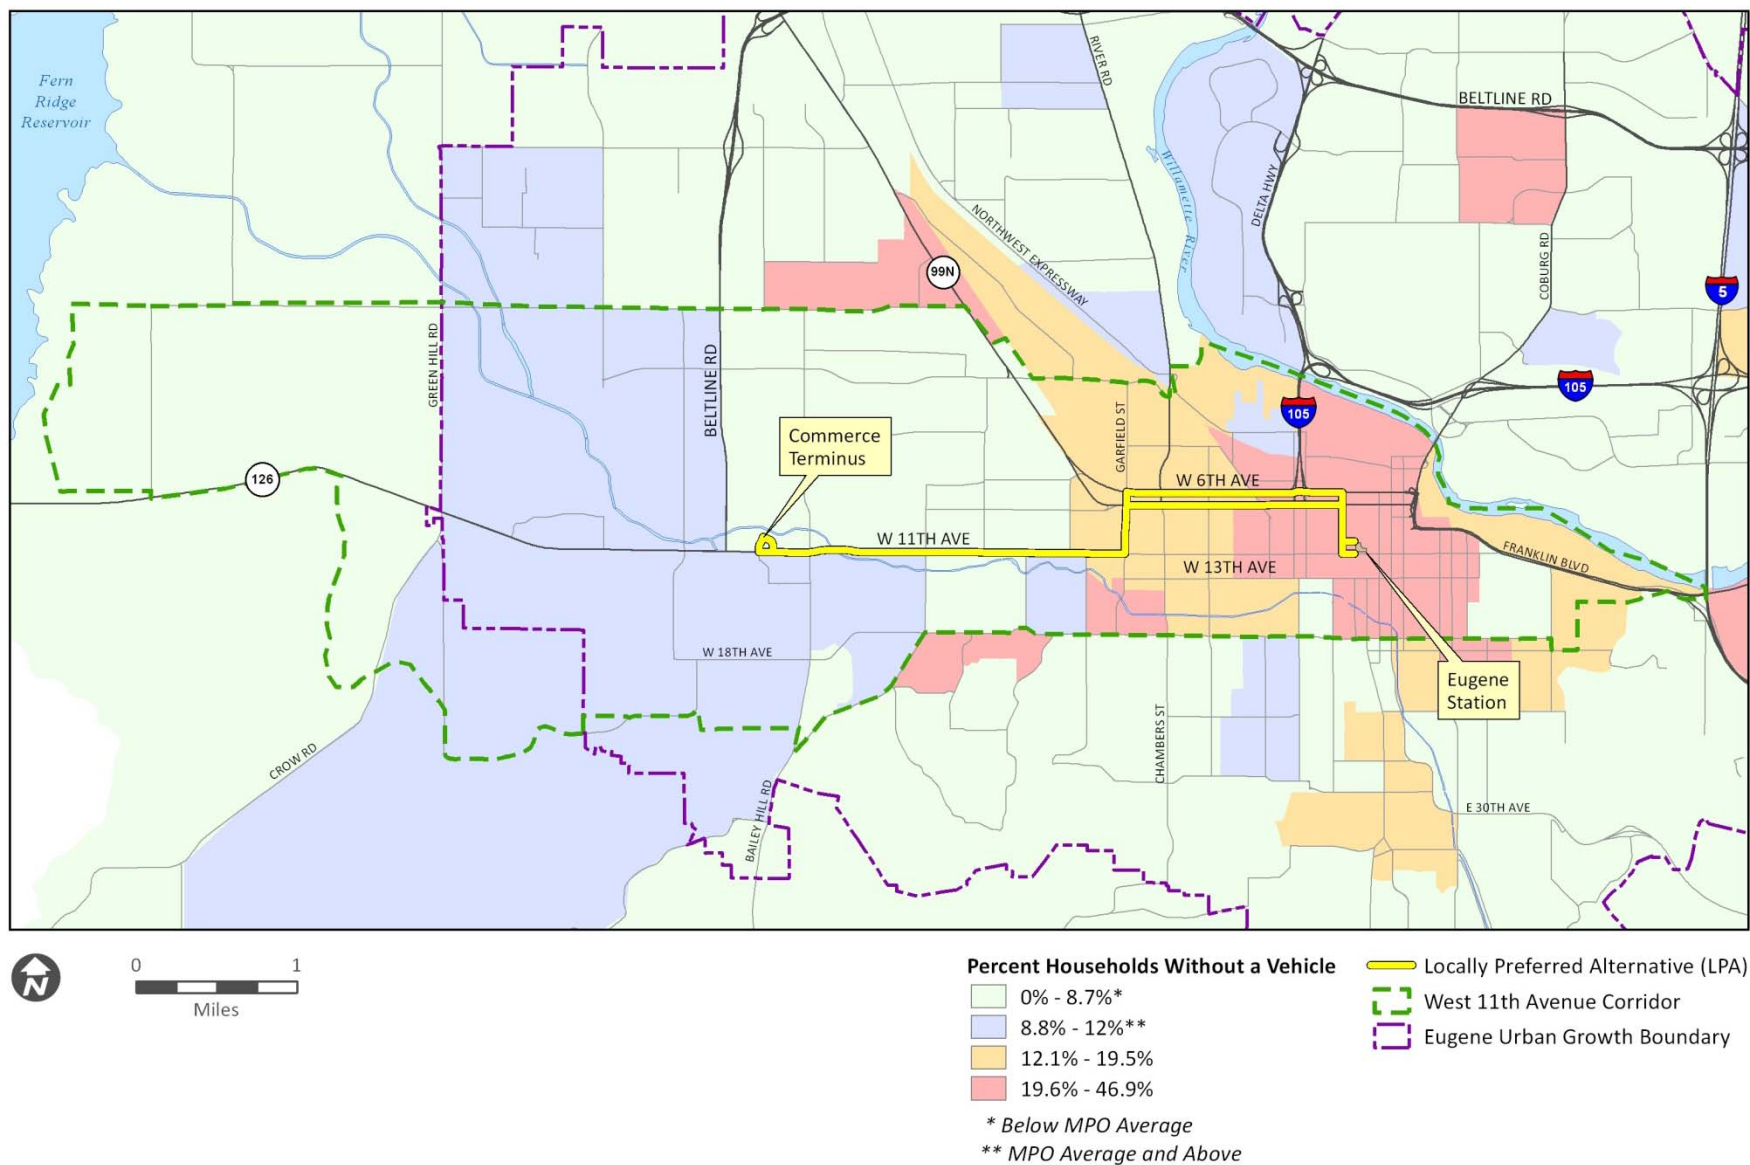 Fern
Ridge
Reservoir
RIVER RD
BELTLINE RD
Willamette River
DELTA HWY
NORTHWEST EXPRESSWAY
COBURG RD
99N
5
GREEN HILL RD
BELTLINE RD
105
105
GARFIELD ST
Commerce
Terminus
126
W 6TH AVE
W 11TH AVE
W 13TH AVE
FRANKLIN BLVD
W 18TH AVE
Eugene
Station
CHAMBERS ST
CROW RD
BAILEY HILL RD
E 30TH AVE
N
0 1
Miles
Percent Households Without a Vehicle
0% - 8.7%*
8.8% - 12%**
12.1% - 19.5%
19.6% - 46.9%
* Below MPO Average
** MPO Average and Above
Locally Preferred Alternative (LPA)
West 11th Avenue Corridor
Eugene Urban Growth Boundary